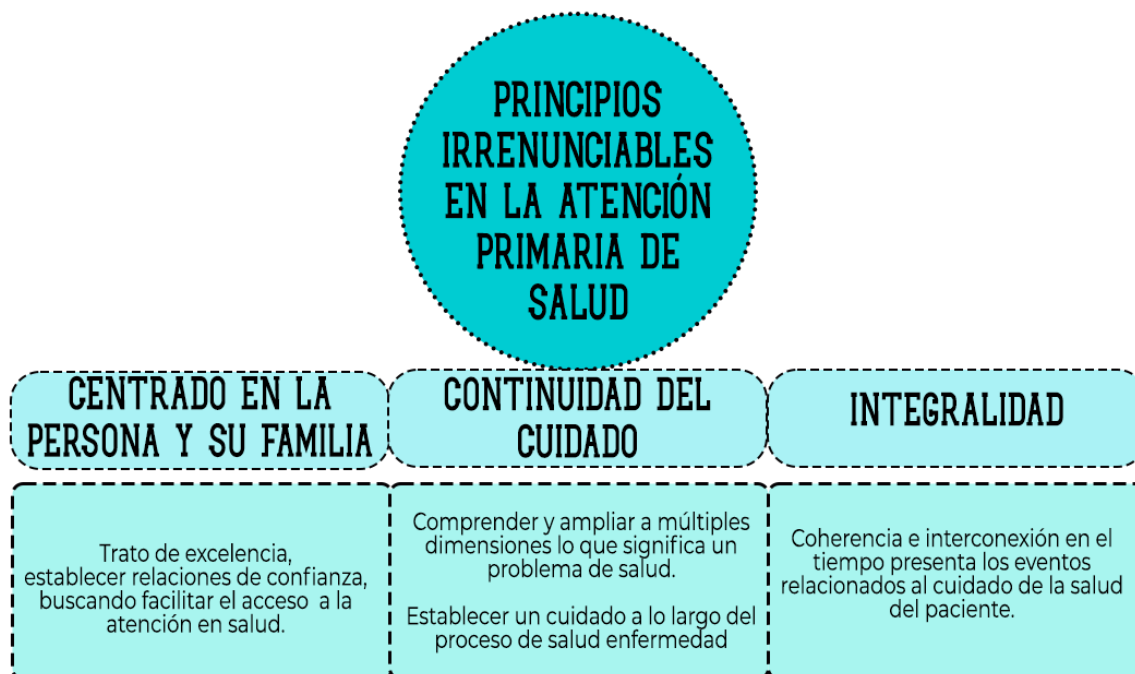 PRINCIPIOS
IRRENUNCIABLES
EN LA ATENCIÓN
PRIMARIA DE
SALUD
CENTRADO EN LA
PERSONA Y SU FAMILIA
Trato de excelencia,
establecer relaciones de confianza,
buscando facilitar el acceso a la
atención en salud.
CONTINUIDAD DEL
CUIDADO
Comprender y ampliar a múltiples
dimensiones lo que significa un
problema de salud.
Establecer un cuidado a lo largo del
proceso de salud enfermedad
INTEGRALIDAD
Coherencia e interconexión en el
tiempo presenta los eventos
relacionados al cuidado de la salud
del paciente.